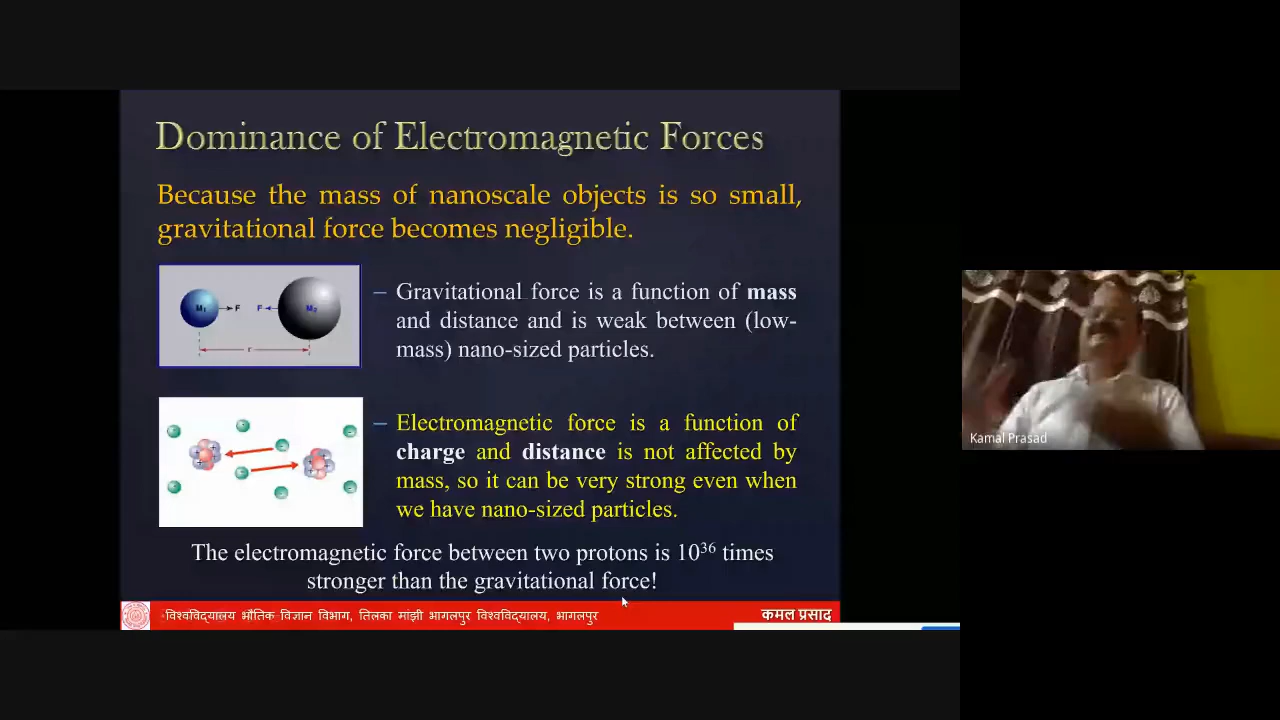 Dominance of Electromagnetic Forces
Because the mass of nanoscale objects is so small,
gravitational force becomes negligible.
M₁ F F M₂
r
– Gravitational force is a function of mass
and distance and is weak between (low-
mass) nano-sized particles.
– Electromagnetic force is a function of
charge and distance is not affected by
mass, so it can be very strong even when
we have nano-sized particles.
The electromagnetic force between two protons is 10³⁶ times
stronger than the gravitational force!
विश्वविद्यालय भौतिक विज्ञान विभाग, तिलका मांझी भागलपुर विश्वविद्यालय, भागलपुर
कमल प्रसाद
Kamal Prasad